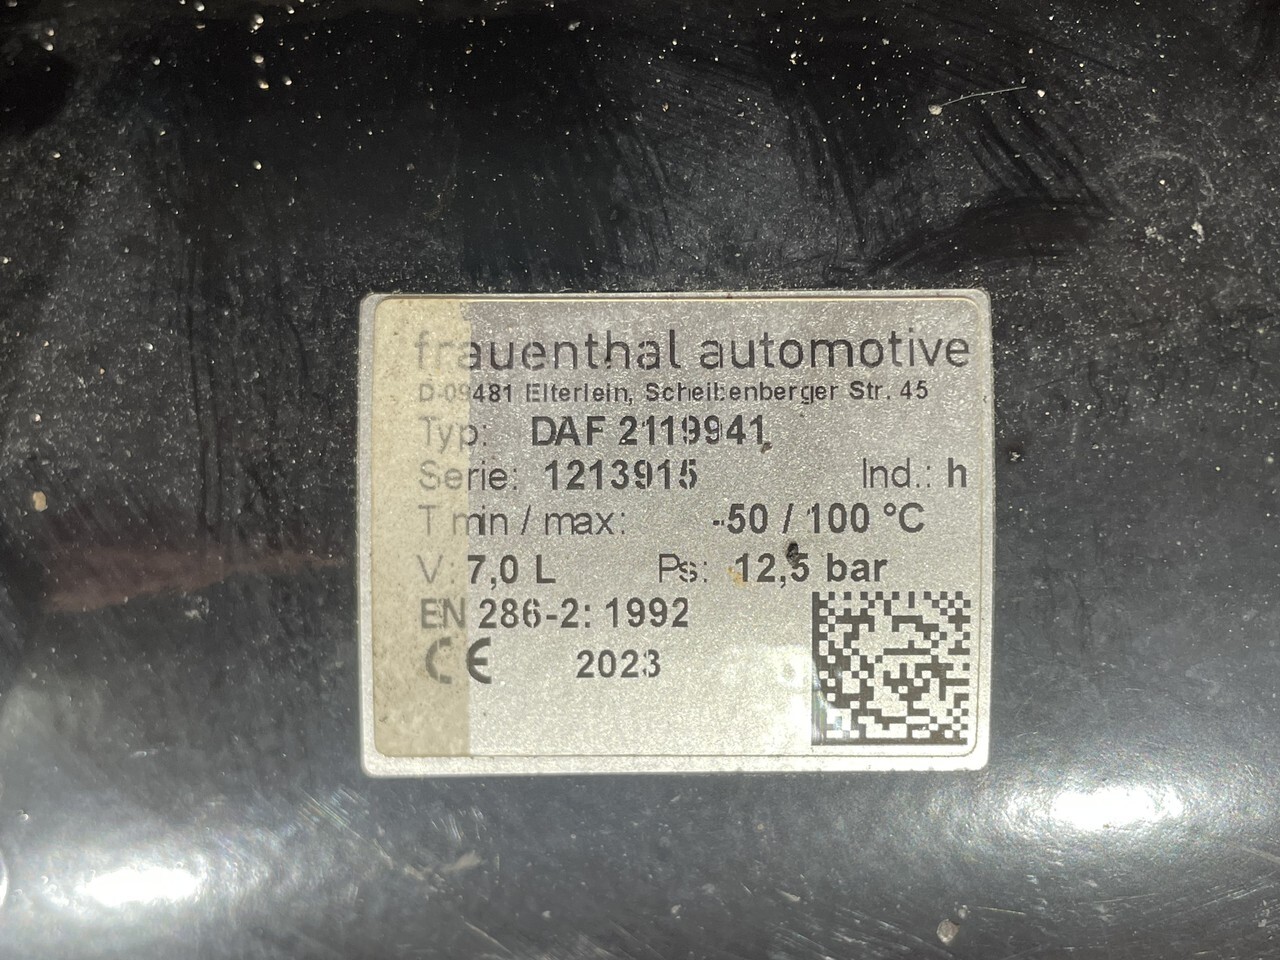 frauenthal automotive
D-09481 Elterlein, Scheibenberger Str. 45
Typ: DAF 2119941
Serie: 1213915 Ind.: h
T min / max: -50 / 100 °C
V: 7,0 L Ps: 12,5 bar
EN 286-2: 1992
CE 2023